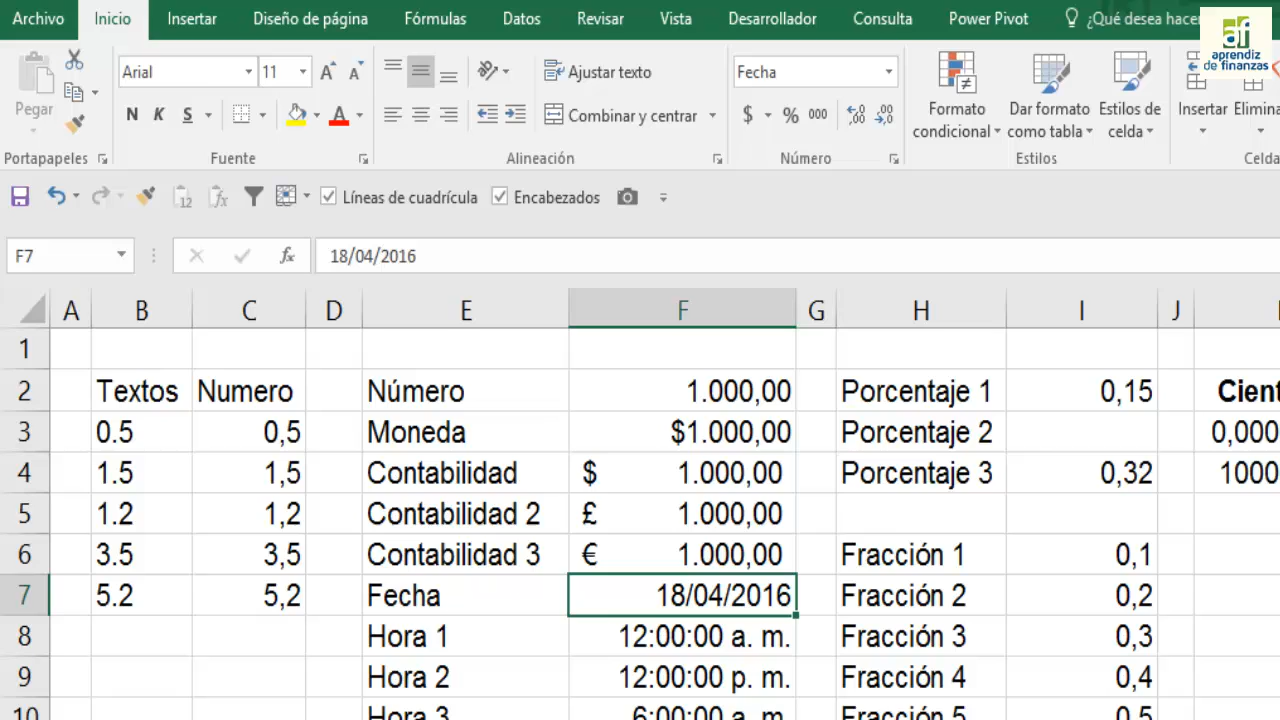 Archivo Inicio Insertar Diseño de página Fórmulas Datos Revisar Vista Desarrollador Consulta Power Pivot ¿Qué desea hacer
aprendiz
de finanzas
Pegar
Arial 11
Ajustar texto
Fecha
N K S
Combinar y centrar
$ % 000
Formato
condicional
Dar formato
como tabla
Estilos de
celda
Insertar
Elimina
Portapapeles Fuente Alineación Número Estilos Celda
Líneas de cuadrícula Encabezados
F7 fx 18/04/2016
A B C D E F G H I J
1
2 Textos Numero Número 1.000,00 Porcentaje 1 0,15 Cient
3 0.5 0,5 Moneda $1.000,00 Porcentaje 2 0,000
4 1.5 1,5 Contabilidad $ 1.000,00 Porcentaje 3 0,32 1000
5 1.2 1,2 Contabilidad 2 £ 1.000,00
6 3.5 3,5 Contabilidad 3 € 1.000,00 Fracción 1 0,1
7 5.2 5,2 Fecha 18/04/2016 Fracción 2 0,2
8 Hora 1 12:00:00 a. m. Fracción 3 0,3
9 Hora 2 12:00:00 p. m. Fracción 4 0,4
10 Hora 3 6:00:00 a. m. Fracción 5 0,5